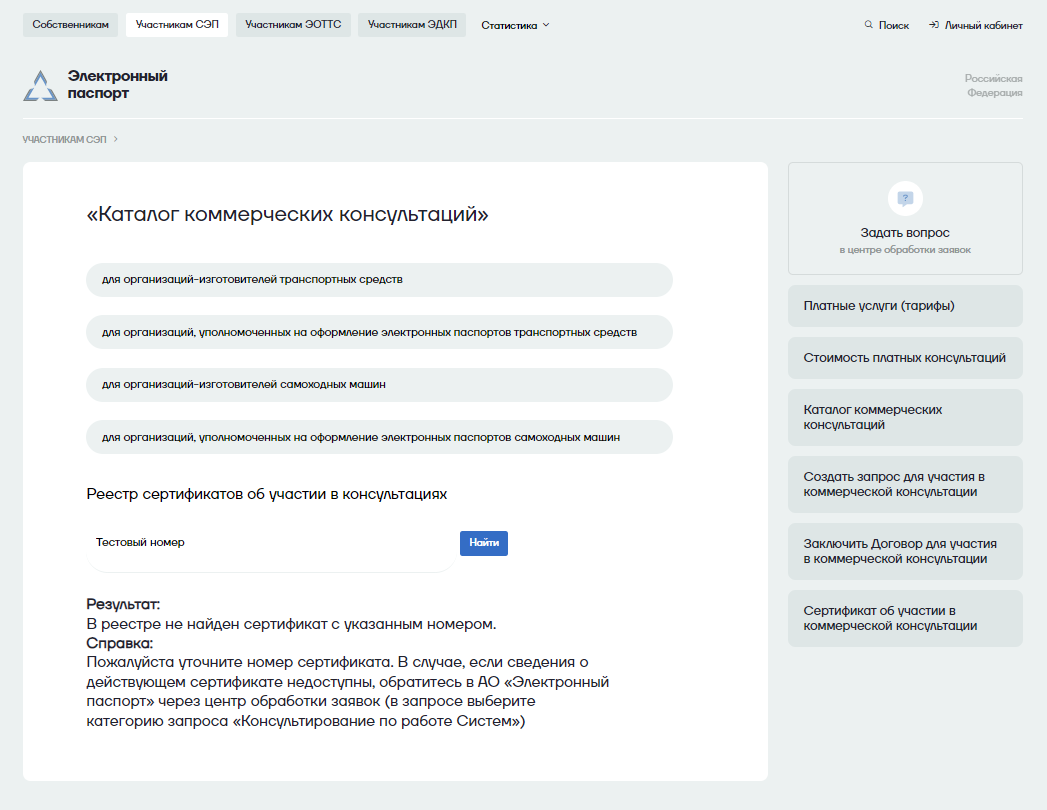 Собственникам
Участникам СЭП
Участникам ЭОТТС
Участникам ЭДКП
Статистика
Поиск
Личный кабинет
Электронный
паспорт
Российская
Федерация
УЧАСТНИКАМ СЭП
«Каталог коммерческих консультаций»
для организаций-изготовителей транспортных средств
для организаций, уполномоченных на оформление электронных паспортов транспортных средств
для организаций-изготовителей самоходных машин
для организаций, уполномоченных на оформление электронных паспортов самоходных машин
Реестр сертификатов об участии в консультациях
Тестовый номер
Найти
Результат:
В реестре не найден сертификат с указанным номером.
Справка:
Пожалуйста уточните номер сертификата. В случае, если сведения о
действующем сертификате недоступны, обратитесь в АО «Электронный
паспорт» через центр обработки заявок (в запросе выберите
категорию запроса «Консультирование по работе Систем»)
?
Задать вопрос
в центре обработки заявок
Платные услуги (тарифы)
Стоимость платных консультаций
Каталог коммерческих
консультаций
Создать запрос для участия в
коммерческой консультации
Заключить Договор для участия
в коммерческой консультации
Сертификат об участии в
коммерческой консультации